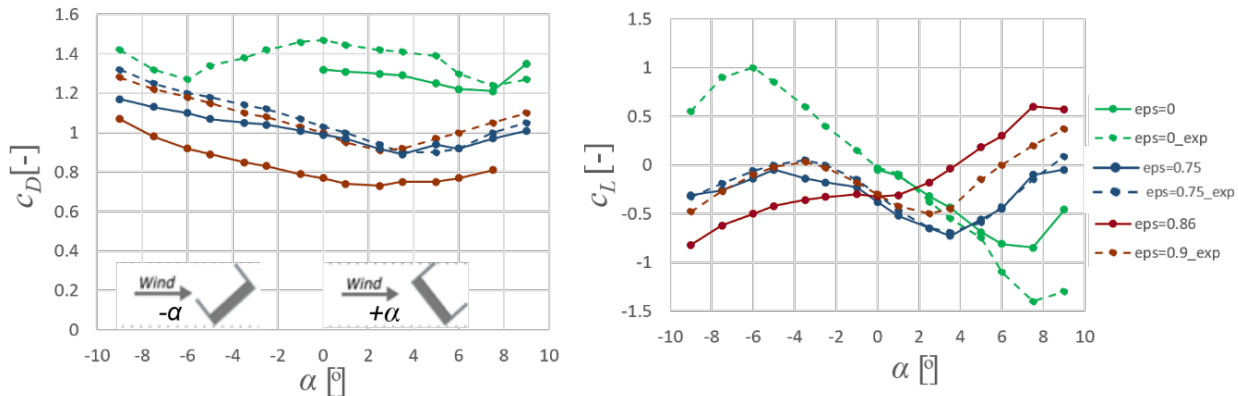 1.6
1.4
1.2
1
0.8
0.6
0.4
0.2
0
c_D[-]
Wind
-α
Wind
+α
-10 -8 -6 -4 -2 0 2 4 6 8 10
α [º]
1.5
1
0.5
0
-0.5
-1
-1.5
c_L [-]
-10 -8 -6 -4 -2 0 2 4 6 8 10
α [º]
eps=0
eps=0_exp
eps=0.75
eps=0.75_exp
eps=0.86
eps=0.9_exp